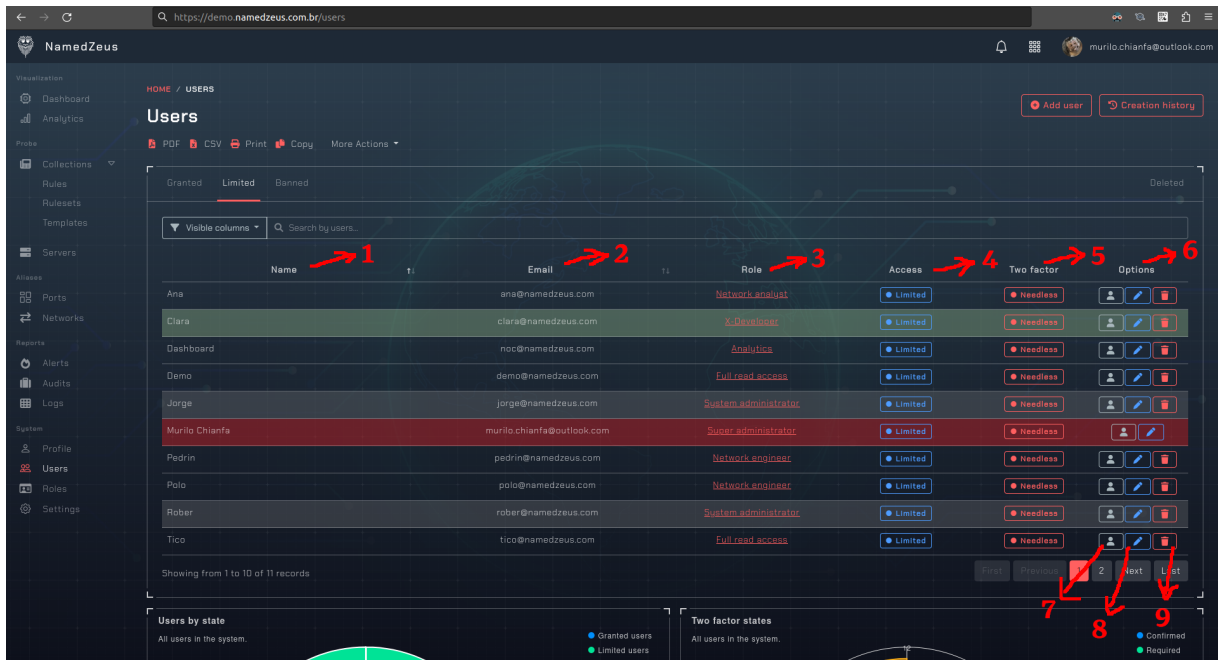 https://demo.namedzeus.com.br/users
NamedZeus
murilo.chianfa@outlook.com
Visualization
Dashboard
Analytics
Probe
Collections
Rules
Rulesets
Templates
Servers
Aliases
Ports
Networks
Reports
Alerts
Audits
Logs
System
Profile
Users
Roles
Settings
HOME / USERS
Users
Add user
Creation history
PDF CSV Print Copy More Actions
Granted Limited Banned Deleted
Visible columns Search by users..
Name 1 Email 2 Role 3 Access 4 Two factor 5 Options 6
Ana ana@namedzeus.com Network analyst Limited Needless
Clara clara@namedzeus.com X-Developer Limited Needless
Dashboard noc@namedzeus.com Analytics Limited Needless
Demo demo@namedzeus.com Full read access Limited Needless
Jorge jorge@namedzeus.com System administrator Limited Needless
Murilo Chianfa murilo.chianfa@outlook.com Super administrator Limited Needless
Pedrin pedrin@namedzeus.com Network engineer Limited Needless
Polo polo@namedzeus.com Network engineer Limited Needless
Rober rober@namedzeus.com System administrator Limited Needless
Tico tico@namedzeus.com Full read access Limited Needless
Showing from 1 to 10 of 11 records
First Previous 1 2 Next Last
7 8 9
Users by state
All users in the system.
Granted users
Limited users
Two factor states
All users in the system.
12
Confirmed
Required